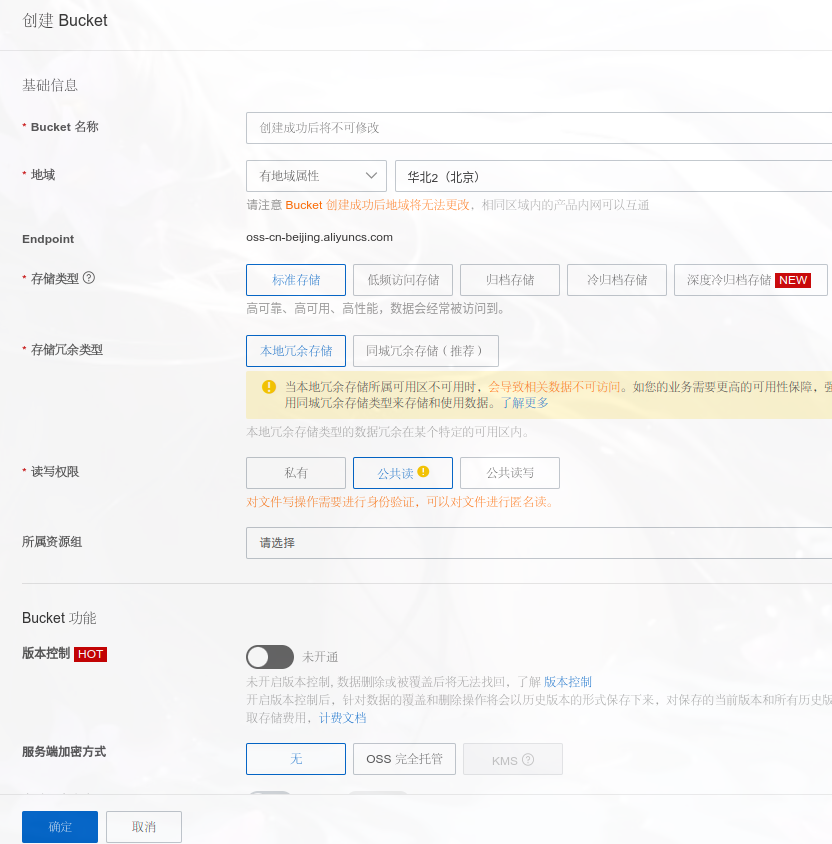 创建 Bucket
基础信息
* Bucket 名称
创建成功后将不可修改
* 地域
有地域属性
华北2（北京）
请注意 Bucket 创建成功后地域将无法更改，相同区域内的产品内网可以互通
Endpoint
oss-cn-beijing.aliyuncs.com
* 存储类型 ?
标准存储 低频访问存储 归档存储 冷归档存储 深度冷归档存储 NEW
高可靠、高可用、高性能，数据会经常被访问到。
* 存储冗余类型
本地冗余存储 同城冗余存储（推荐）
当本地冗余存储所属可用区不可用时，会导致相关数据不可访问。如您的业务需要更高的可用性保障，强
用同城冗余存储类型来存储和使用数据。了解更多
本地冗余存储类型的数据冗余在某个特定的可用区内。
* 读写权限
私有 公共读 公共读写
对文件写操作需要进行身份验证，可以对文件进行匿名读。
所属资源组
请选择
Bucket 功能
版本控制 HOT
未开通
未开启版本控制, 数据删除或被覆盖后将无法找回，了解 版本控制
开启版本控制后，针对数据的覆盖和删除操作将会以历史版本的形式保存下来，对保存的当前版本和所有历史版
取存储费用，计费文档
服务端加密方式
无 OSS 完全托管 KMS ?
确定 取消